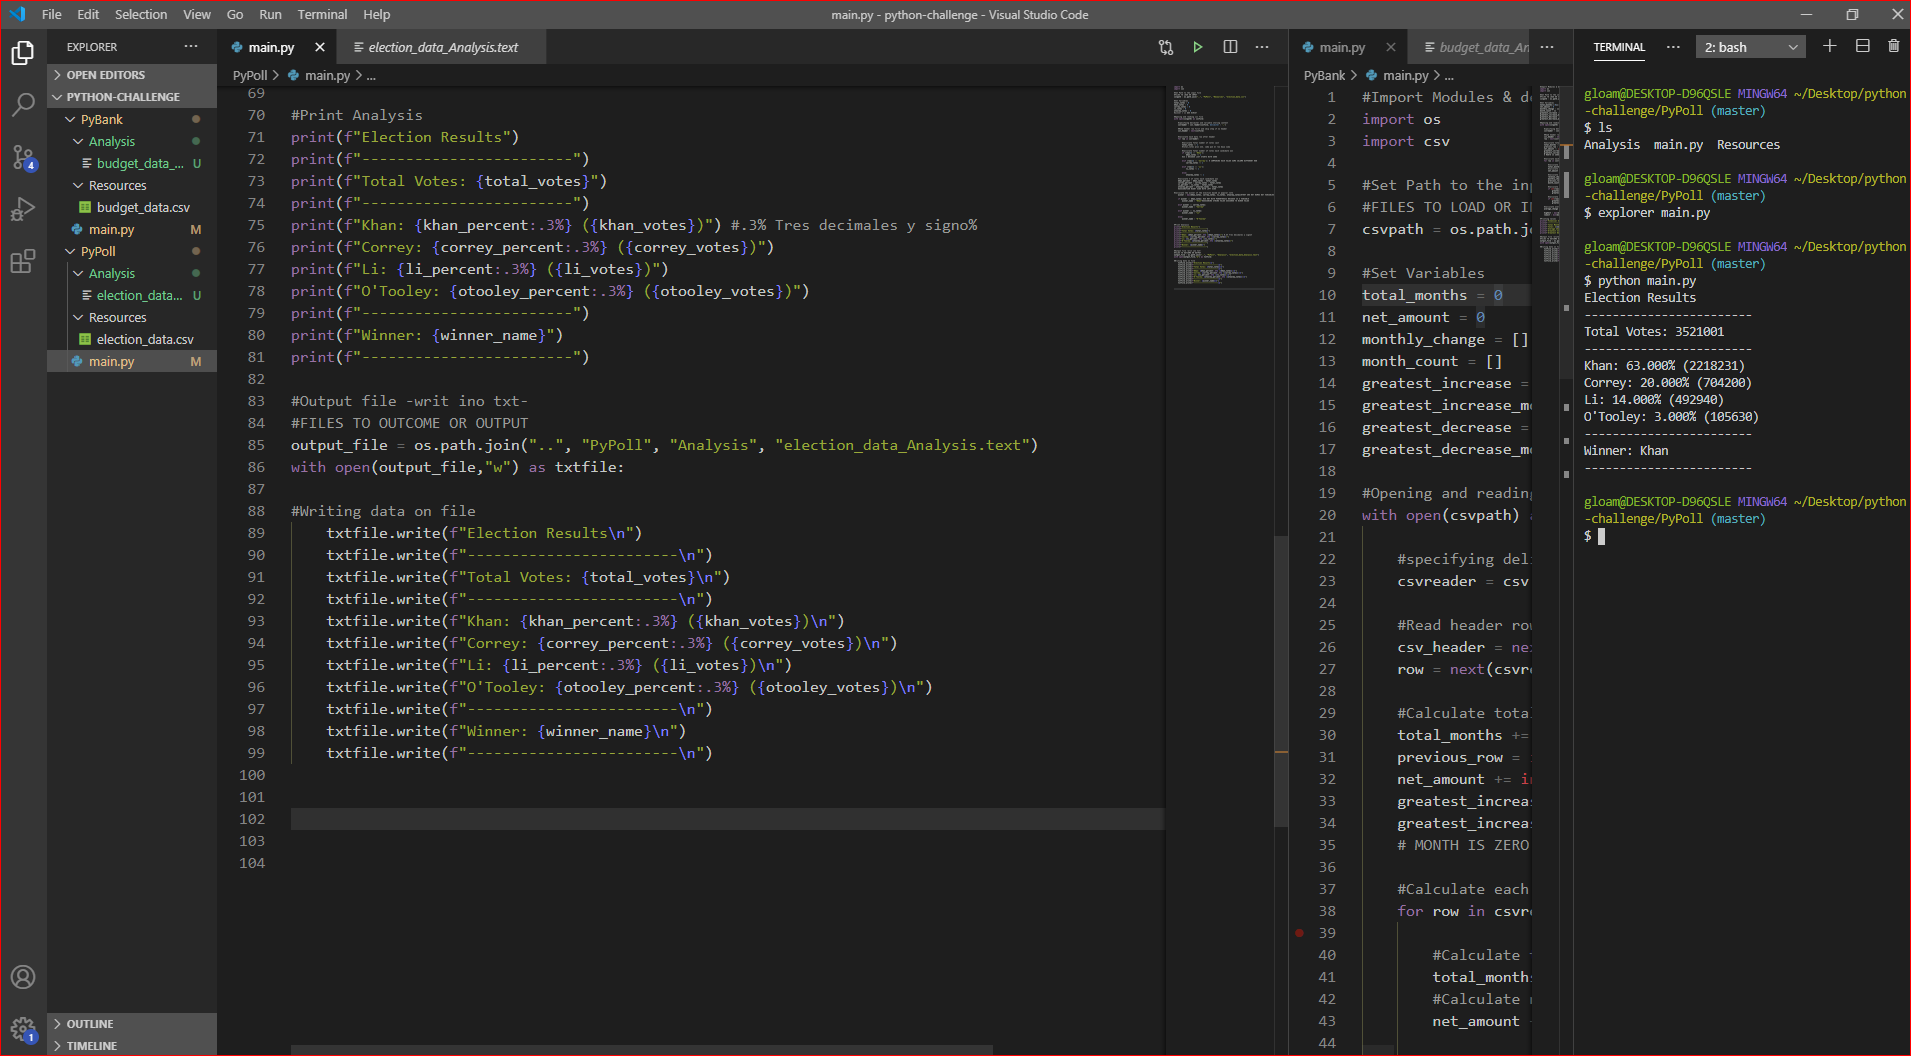 File Edit Selection View Go Run Terminal Help
main.py - python-challenge - Visual Studio Code
EXPLORER
OPEN EDITORS
PYTHON-CHALLENGE
PyBank
Analysis
budget_data_... U
Resources
budget_data.csv
main.py M
PyPoll
Analysis
election_data... U
Resources
election_data.csv
main.py M
OUTLINE
TIMELINE
4
1
main.py
election_data_Analysis.text
PyPoll > main.py > ...
69
70 #Print Analysis
71 print(f"Election Results")
72 print(f"------------------------")
73 print(f"Total Votes: {total_votes}")
74 print(f"------------------------")
75 print(f"Khan: {khan_percent:.3%} ({khan_votes})") #.3% Tres decimales y signo%
76 print(f"Correy: {correy_percent:.3%} ({correy_votes})")
77 print(f"Li: {li_percent:.3%} ({li_votes})")
78 print(f"O'Tooley: {otooley_percent:.3%} ({otooley_votes})")
79 print(f"------------------------")
80 print(f"Winner: {winner_name}")
81 print(f"------------------------")
82
83 #Output file -writ ino txt-
84 #FILES TO OUTCOME OR OUTPUT
85 output_file = os.path.join("..", "PyPoll", "Analysis", "election_data_Analysis.text")
86 with open(output_file,"w") as txtfile:
87
88 #Writing data on file
89 txtfile.write(f"Election Results\n")
90 txtfile.write(f"------------------------\n")
91 txtfile.write(f"Total Votes: {total_votes}\n")
92 txtfile.write(f"------------------------\n")
93 txtfile.write(f"Khan: {khan_percent:.3%} ({khan_votes})\n")
94 txtfile.write(f"Correy: {correy_percent:.3%} ({correy_votes})\n")
95 txtfile.write(f"Li: {li_percent:.3%} ({li_votes})\n")
96 txtfile.write(f"O'Tooley: {otooley_percent:.3%} ({otooley_votes})\n")
97 txtfile.write(f"------------------------\n")
98 txtfile.write(f"Winner: {winner_name}\n")
99 txtfile.write(f"------------------------\n")
100
101
102
103
104
main.py
budget_data_An
PyBank > main.py > ...
1 #Import Modules & de
2 import os
3 import csv
4
5 #Set Path to the inp
6 #FILES TO LOAD OR I
7 csvpath = os.path.jo
8
9 #Set Variables
10 total_months = 0
11 net_amount = 0
12 monthly_change = []
13 month_count = []
14 greatest_increase =
15 greatest_increase_mo
16 greatest_decrease =
17 greatest_decrease_mo
18
19 #Opening and reading
20 with open(csvpath) a
21
22 #specifying deli
23 csvreader = csv
24
25 #Read header row
26 csv_header = nex
27 row = next(csvre
28
29 #Calculate total
30 total_months +=
31 previous_row =
32 net_amount += in
33 greatest_increas
34 greatest_increas
35 # MONTH IS ZERO
36
37 #Calculate each
38 for row in csvre
39
40 #Calculate
41 total_months
42 #Calculate
43 net_amount
44
TERMINAL
2: bash
gloam@DESKTOP-D96QSLE MINGW64 ~/Desktop/python
-challenge/PyPoll (master)
$ ls
Analysis main.py Resources
gloam@DESKTOP-D96QSLE MINGW64 ~/Desktop/python
-challenge/PyPoll (master)
$ explorer main.py
gloam@DESKTOP-D96QSLE MINGW64 ~/Desktop/python
-challenge/PyPoll (master)
$ python main.py
Election Results
------------------------
Total Votes: 3521001
------------------------
Khan: 63.000% (2218231)
Correy: 20.000% (704200)
Li: 14.000% (492940)
O'Tooley: 3.000% (105630)
------------------------
Winner: Khan
------------------------
gloam@DESKTOP-D96QSLE MINGW64 ~/Desktop/python
-challenge/PyPoll (master)
$